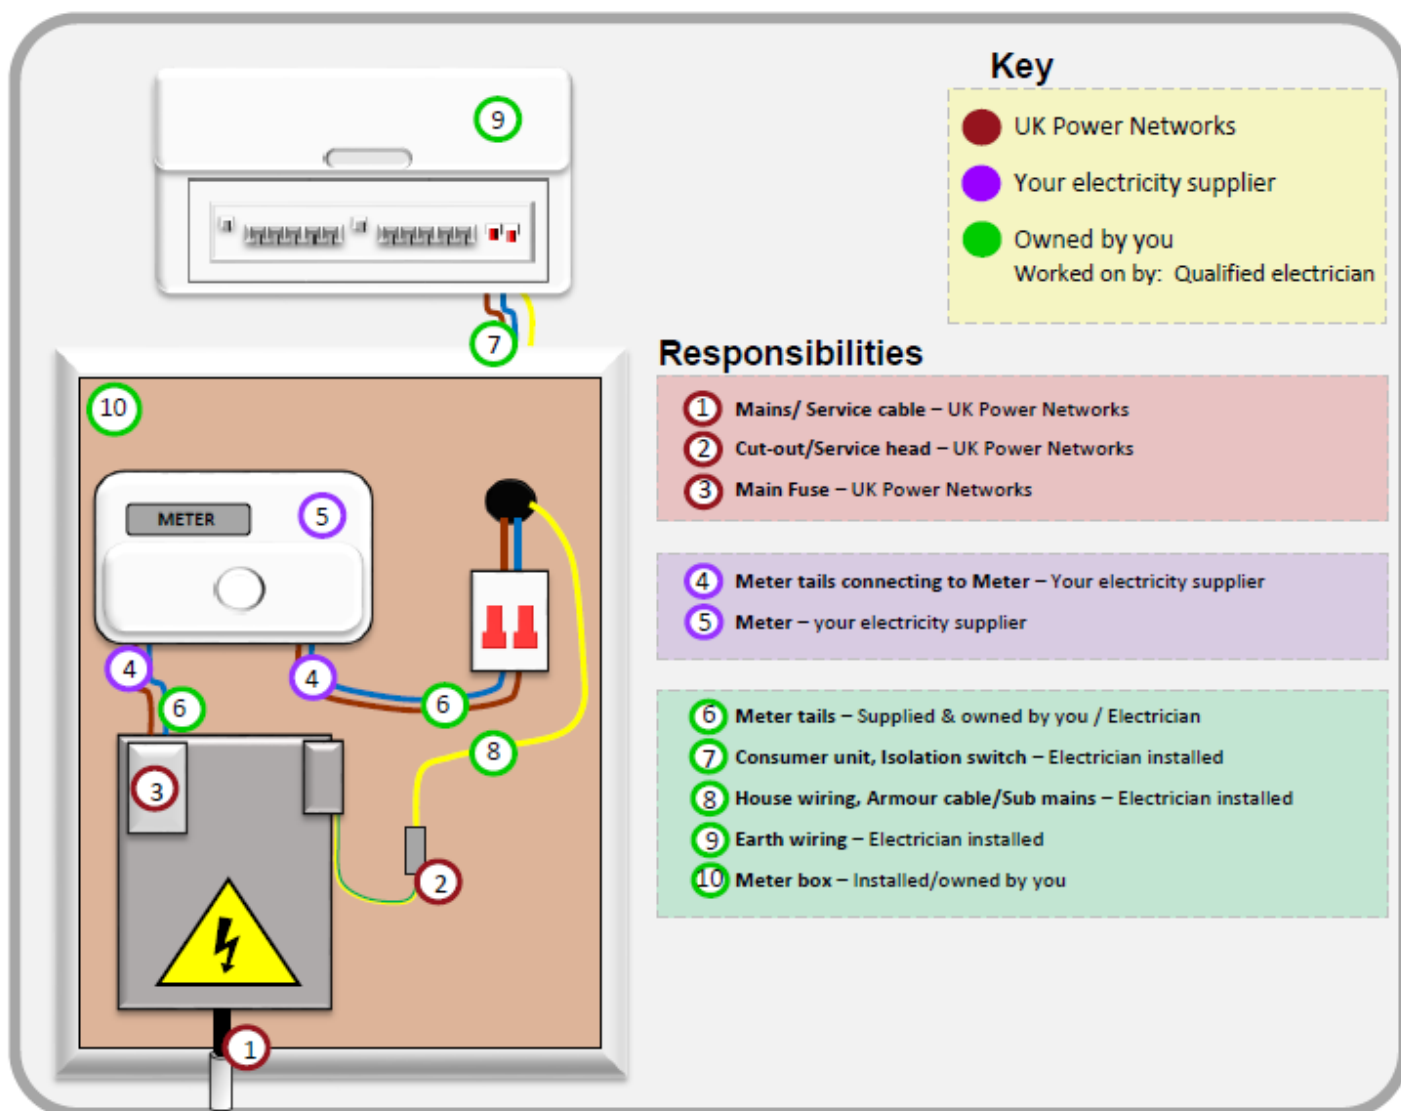 Key
UK Power Networks
Your electricity supplier
Owned by you
Worked on by: Qualified electrician
9
7
10
METER
5
4
4
6
6
8
3
2
1
Responsibilities
1 Mains/ Service cable – UK Power Networks
2 Cut-out/Service head – UK Power Networks
3 Main Fuse – UK Power Networks
4 Meter tails connecting to Meter – Your electricity supplier
5 Meter – your electricity supplier
6 Meter tails – Supplied & owned by you / Electrician
7 Consumer unit, Isolation switch – Electrician installed
8 House wiring, Armour cable/Sub mains – Electrician installed
9 Earth wiring – Electrician installed
10 Meter box – Installed/owned by you